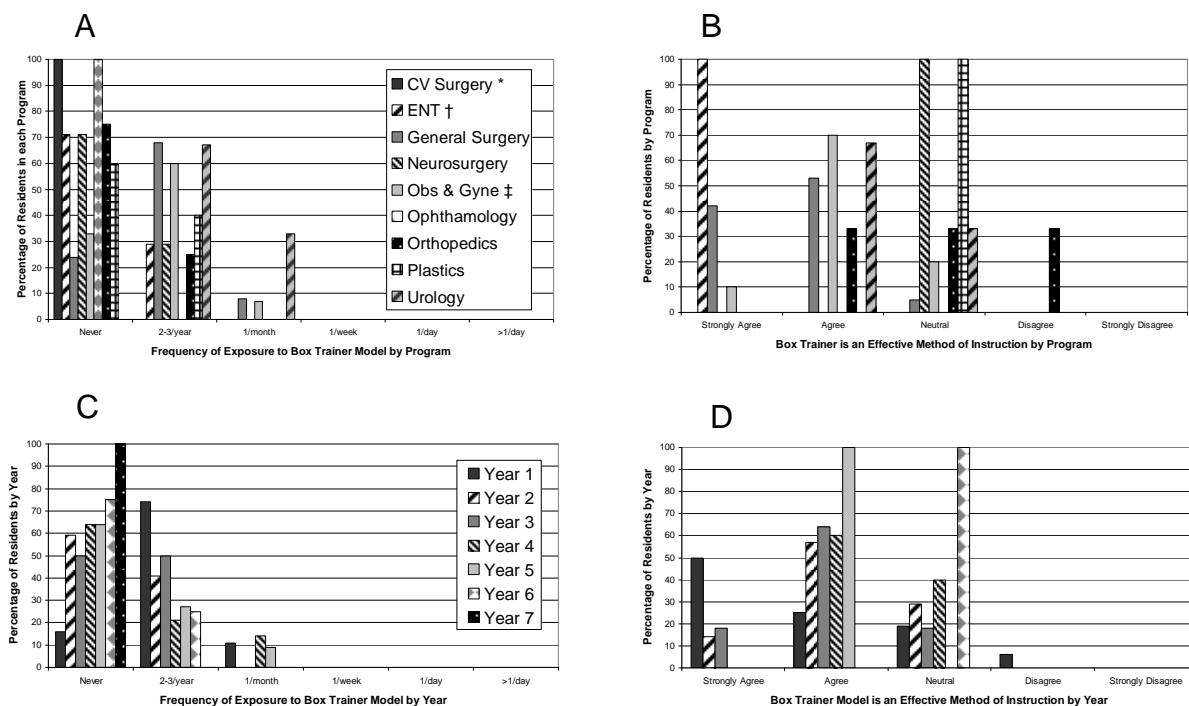 A
Percentage of Residents in each Program
100
90
80
70
60
50
40
30
20
10
0
Never 2-3/year 1/month 1/week 1/day >1/day
Frequency of Exposure to Box Trainer Model by Program
CV Surgery *
ENT †
General Surgery
Neurosurgery
Obs & Gyne ‡
Ophthamology
Orthopedics
Plastics
Urology
B
Percentage of Residents by Program
100
90
80
70
60
50
40
30
20
10
0
Strongly Agree Agree Neutral Disagree Strongly Disagree
Box Trainer is an Effective Method of Instruction by Program
C
Percentage of Residents by Year
100
90
80
70
60
50
40
30
20
10
0
Never 2-3/year 1/month 1/week 1/day >1/day
Frequency of Exposure to Box Trainer Model by Year
Year 1
Year 2
Year 3
Year 4
Year 5
Year 6
Year 7
D
Percentage of Residents by Year
100
90
80
70
60
50
40
30
20
10
0
Strongly Agree Agree Neutral Disagree Strongly Disagree
Box Trainer Model is an Effective Method of Instruction by Year